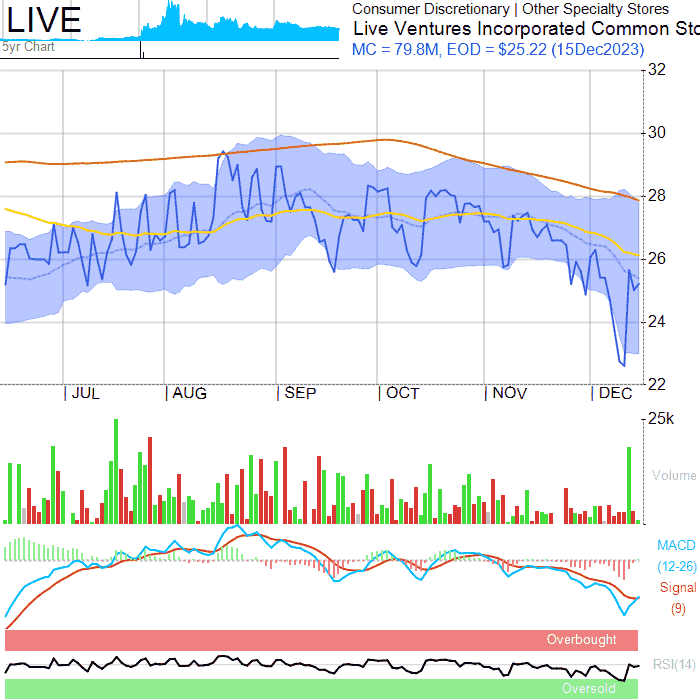 LIVE
5yr Chart
Consumer Discretionary | Other Specialty Stores
Live Ventures Incorporated Common Sto
MC = 79.8M, EOD = $25.22 (15Dec2023)
32
30
28
26
24
22
JUL AUG SEP OCT NOV DEC
25k
Volume
MACD
(12-26)
Signal
(9)
Overbought
RSI(14)
Oversold